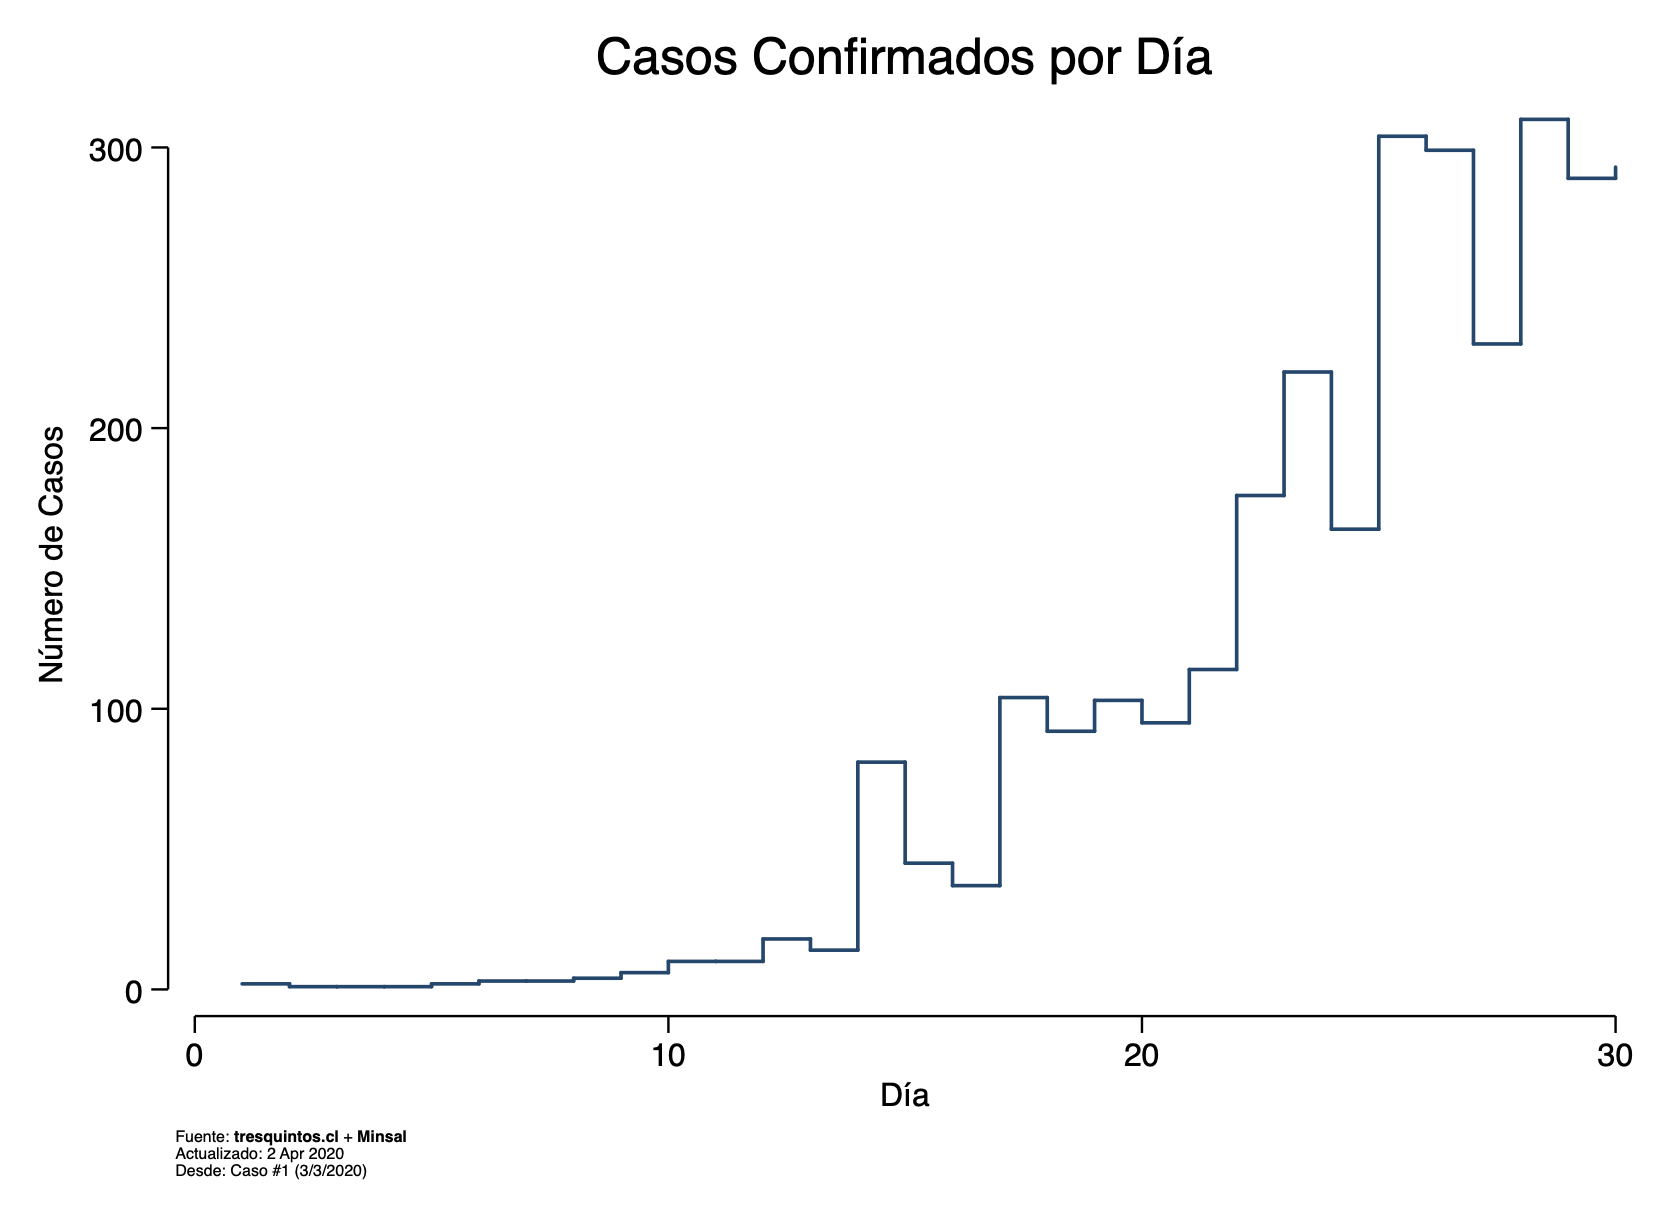 Casos Confirmados por Día
300
200
100
0
Número de Casos
0 10 20 30
Día
Fuente: tresquintos.cl + Minsal
Actualizado: 2 Apr 2020
Desde: Caso #1 (3/3/2020)